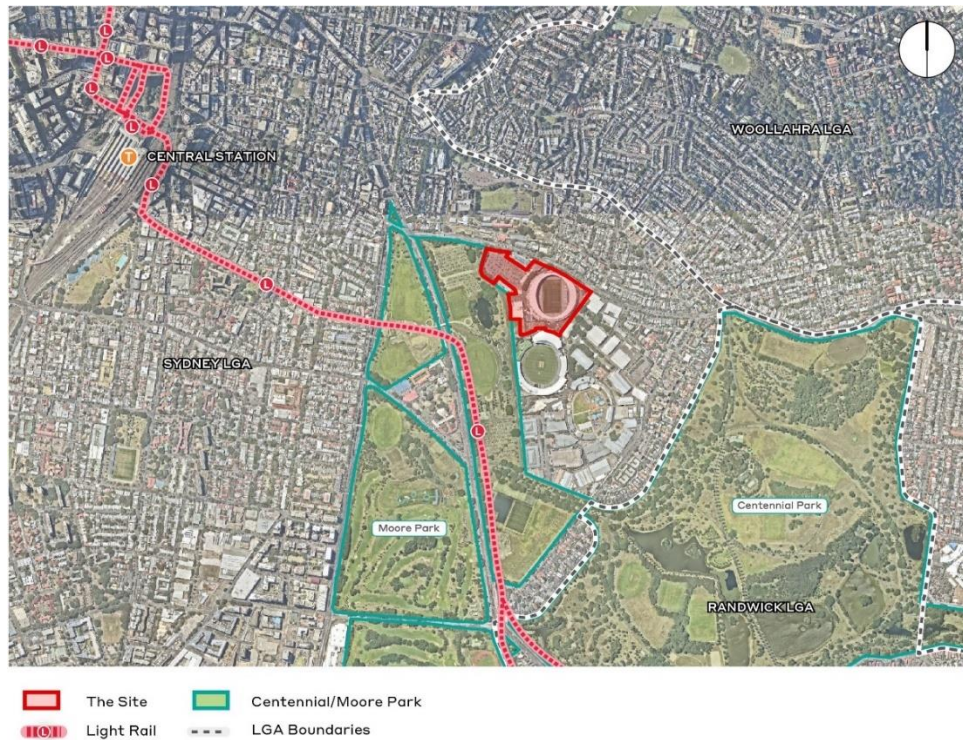 L
L
L
L
WOOLLAHRA LGA
L
T CENTRAL STATION
L
L
SYDNEY LGA
L
Moore Park
Centennial Park
RANDWICK LGA
The Site
Centennial/Moore Park
L Light Rail
LGA Boundaries